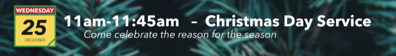 WEDNESDAY
25
DECEMBER
11am-11:45am – Christmas Day Service
Come celebrate the reason for the season